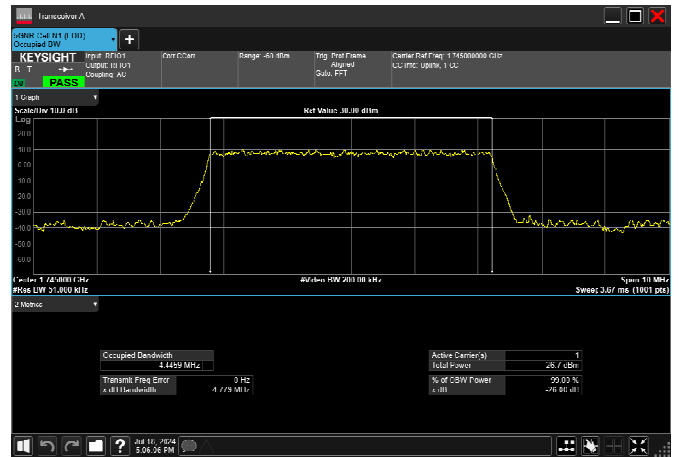 Transceiver A
5GNR Cell N1 (FDD)
Occupied BW
KEYSIGHT
R T
PASS
Input: RFIO1
Output: RFIO1
Coupling: AC
Corr CCorr
Range: -60 dBm
Trig: Prot Frame
Aligned
Gate: FFT
Carrier Ref Freq: 1.745000000 GHz
CC Info: Uplink, 1 CC
1 Graph
Scale/Div 10.0 dB
Ref Value 30.00 dBm
Log
20.0
10.0
0.00
-10.0
-20.0
-30.0
-40.0
-50.0
-60.0
Center 1.745000 GHz
#Video BW 200.00 kHz
Span 10 MHz
#Res BW 51.000 kHz
Sweep 3.67 ms (1001 pts)
2 Metrics
Occupied Bandwidth
4.4459 MHz
Transmit Freq Error 0 Hz
x dB Bandwidth 4.779 MHz
Active Carrier(s) 1
Total Power 26.7 dBm
% of OBW Power 99.00 %
x dB -26.00 dB
?
Jul 18, 2024
5:06:06 PM